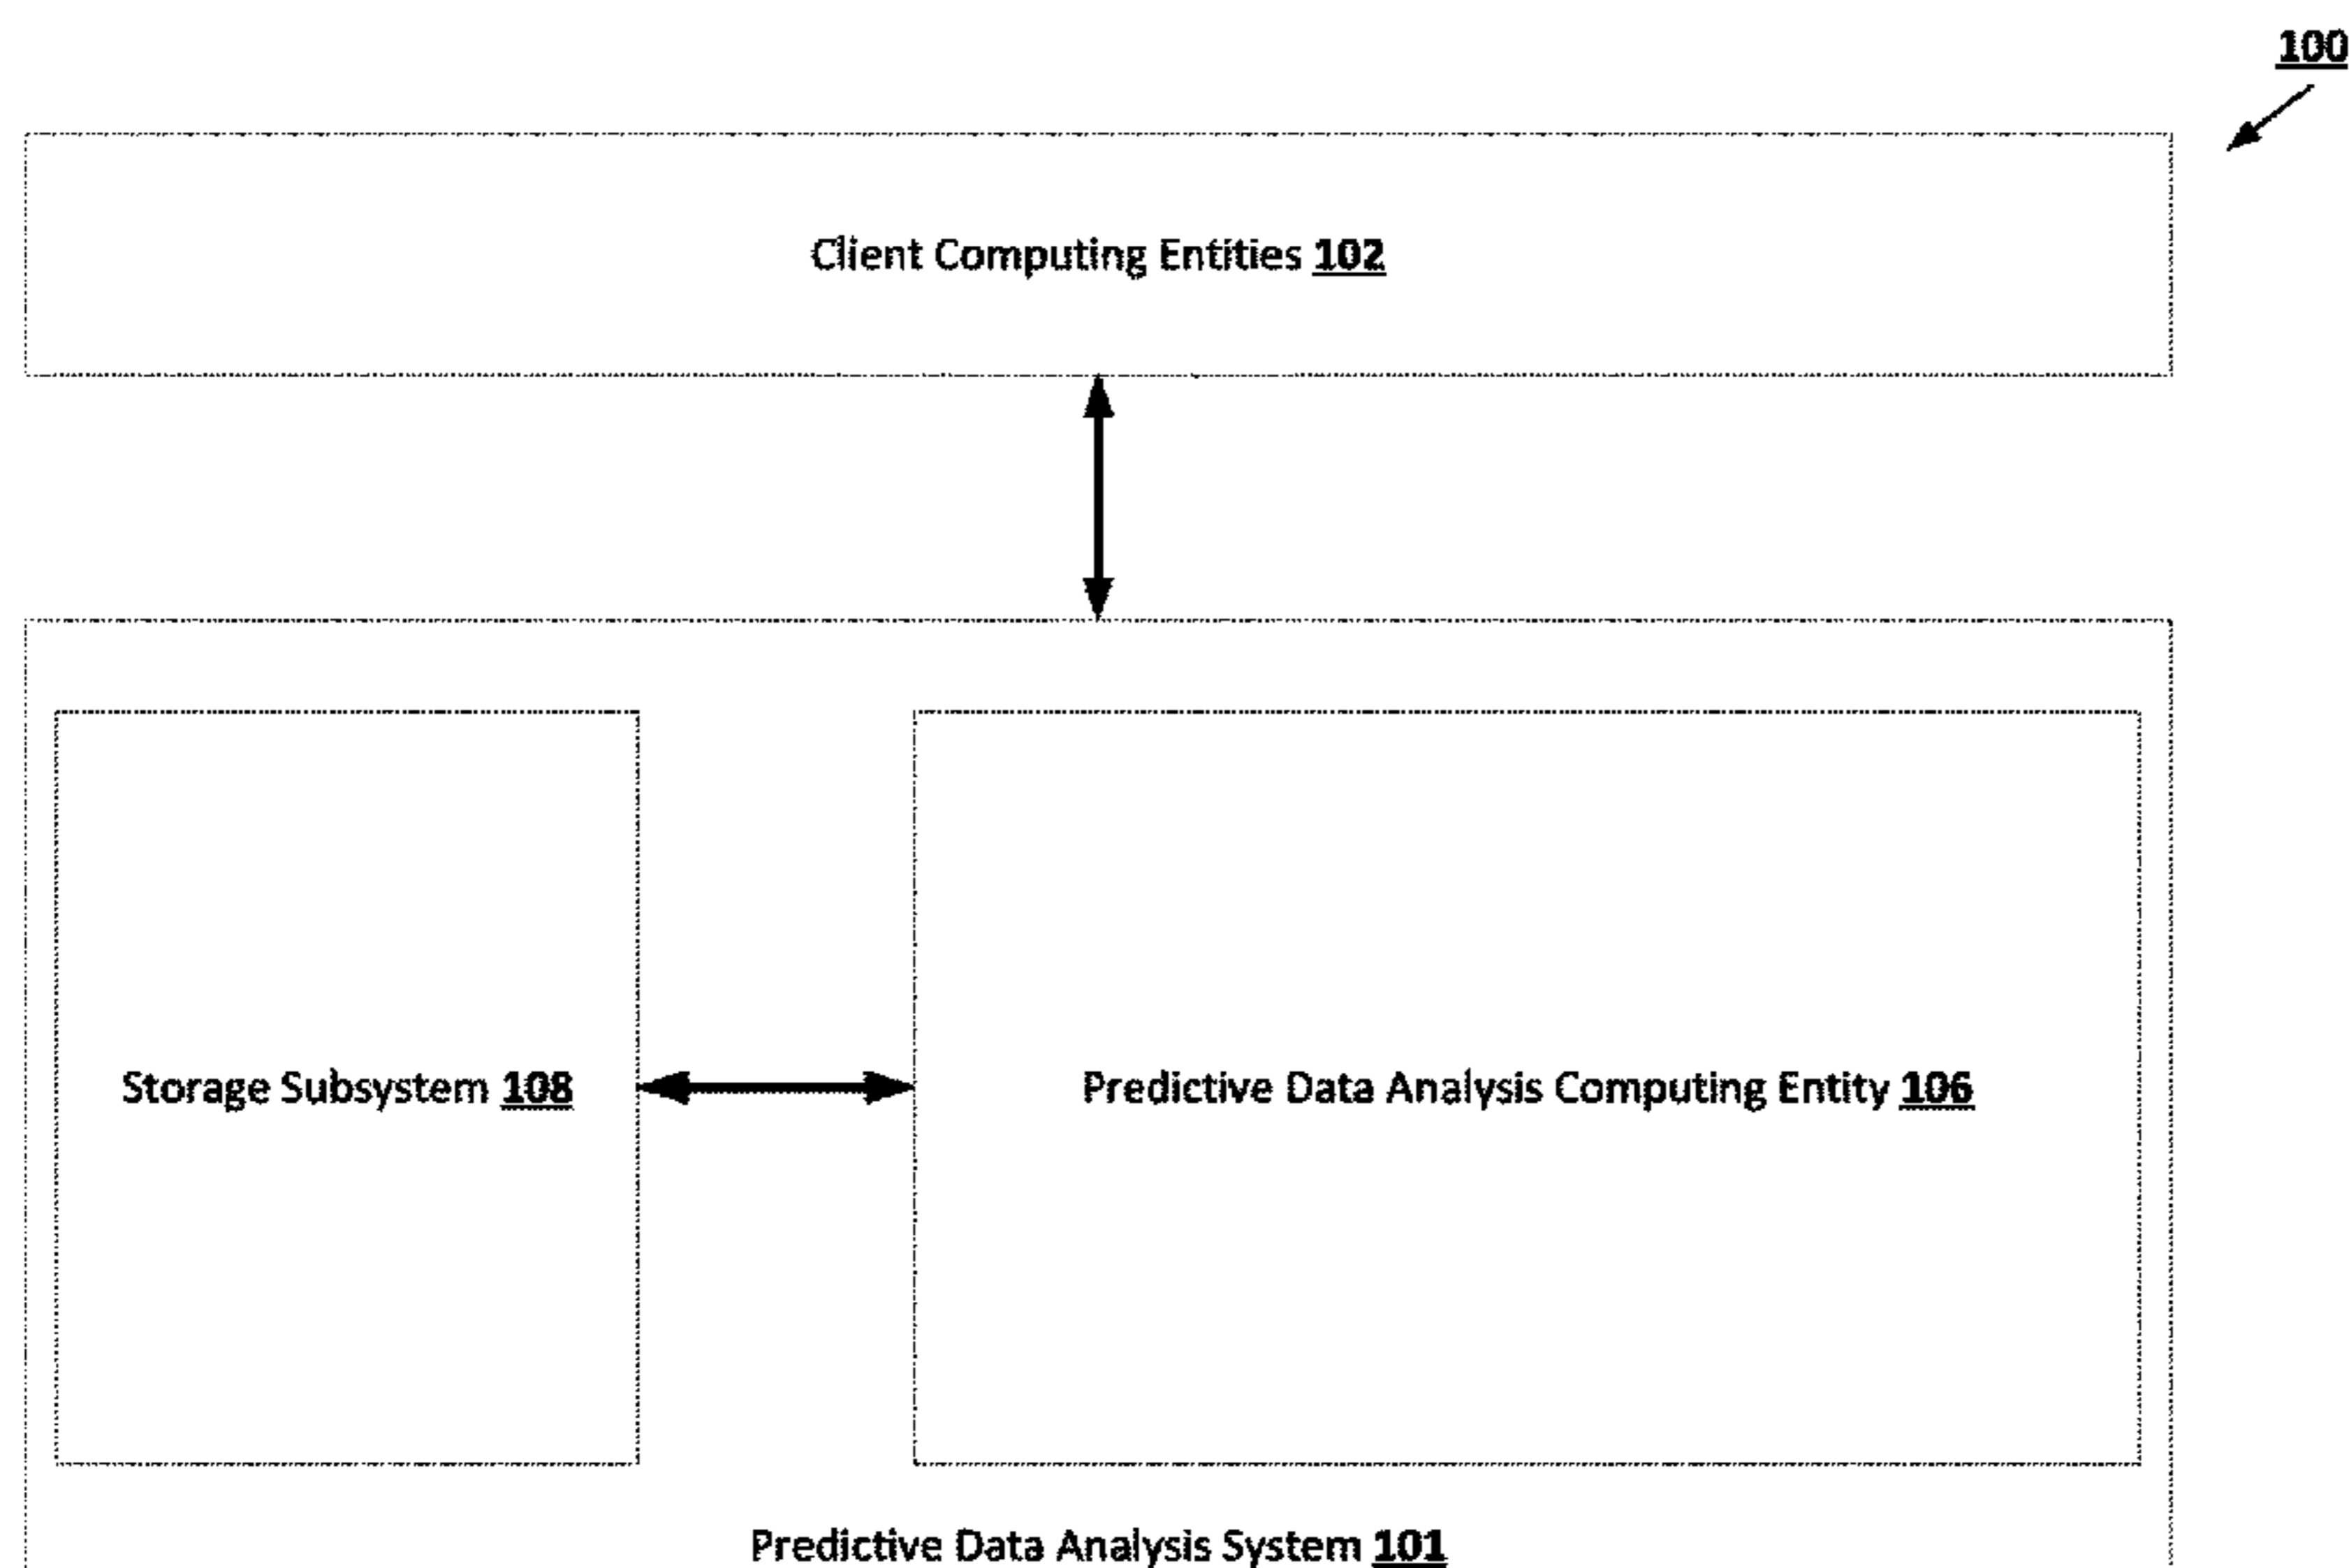 100
Client Computing Entities 102
Storage Subsystem 108
Predictive Data Analysis Computing Entity 106
Predictive Data Analysis System 101